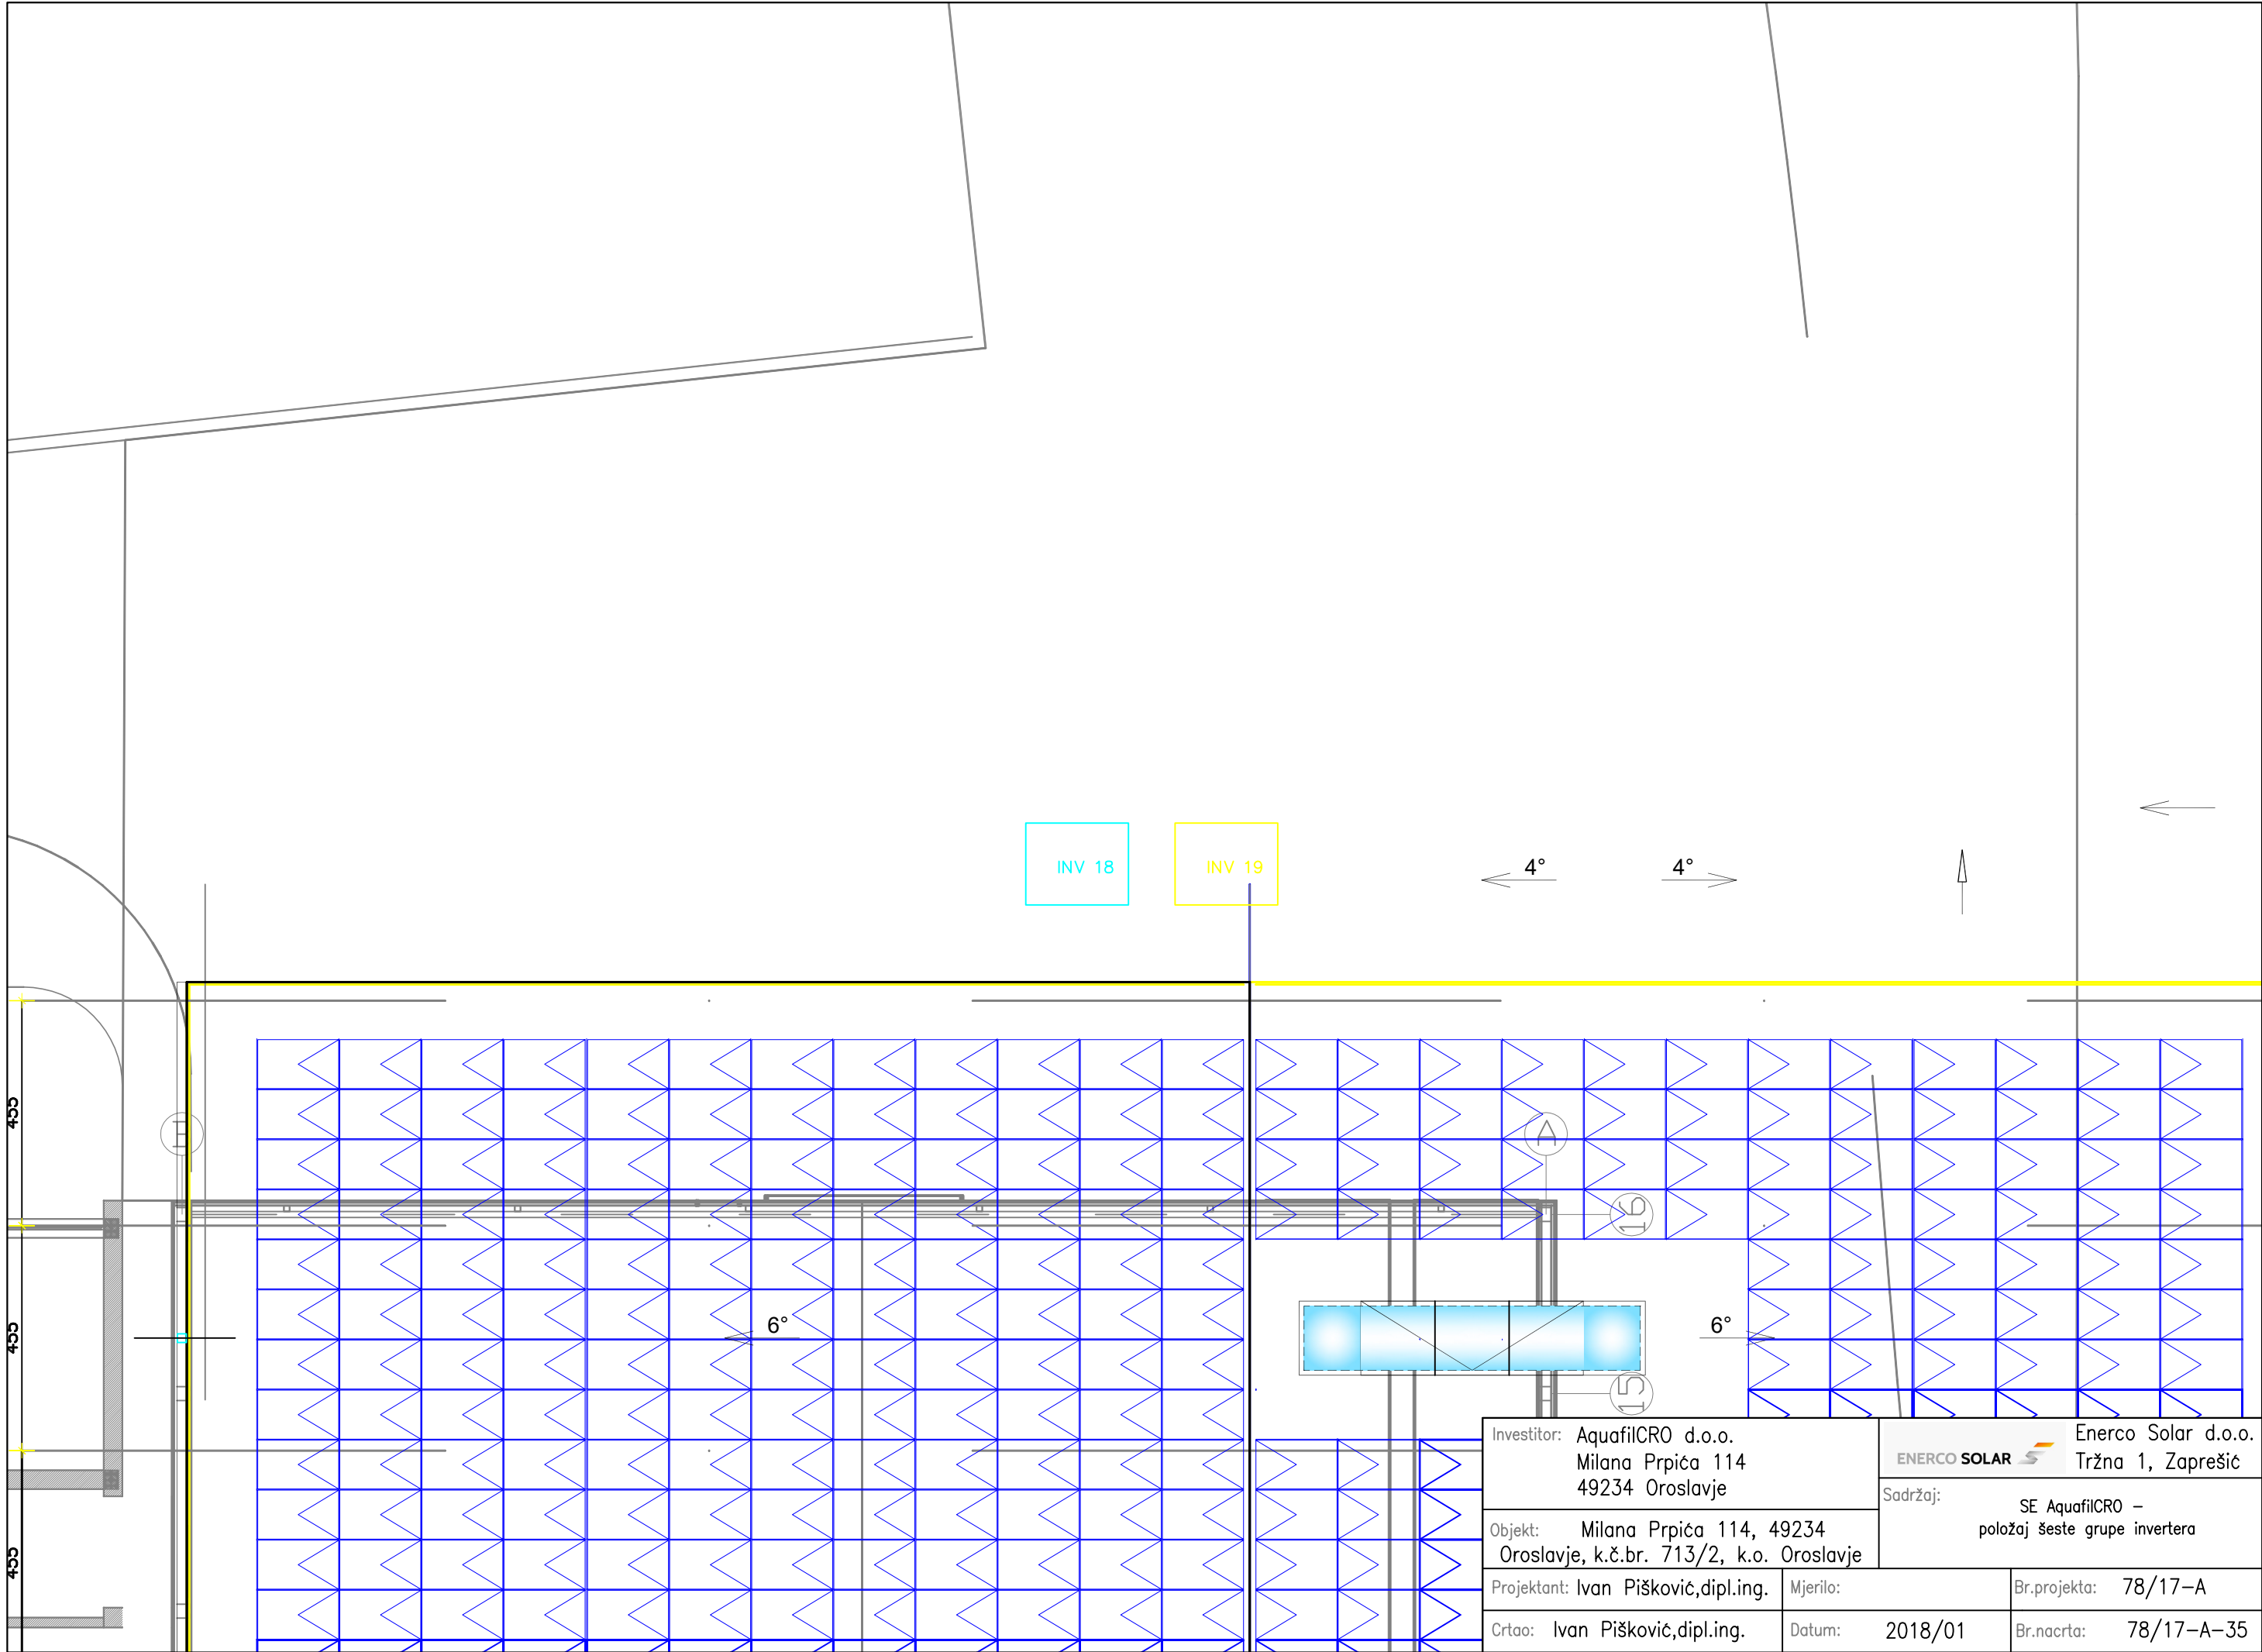 INV 18
INV 19
4°
4°
455
H
A
16
455
6°
6°
15
455
Investitor: AquafilCRO d.o.o.
Milana Prpića 114
49234 Oroslavje
ENERCO SOLAR
Enerco Solar d.o.o.
Tržna 1, Zaprešić
Objekt: Milana Prpića 114, 49234
Oroslavje, k.č.br. 713/2, k.o. Oroslavje
Sadržaj:
SE AquafilCRO –
položaj šeste grupe invertera
Projektant: Ivan Pišković,dipl.ing.
Mjerilo:
Br.projekta: 78/17-A
Crtao: Ivan Pišković,dipl.ing.
Datum: 2018/01
Br.nacrta: 78/17-A-35